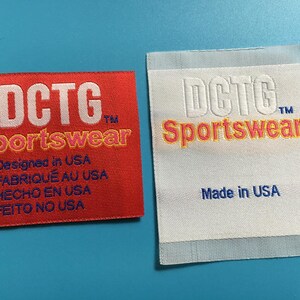 DCTG™
Sportswear
Designed in USA
FABRIQUÉ AU USA
HECHO EN USA
FEITO NO USA
DCTG™
Sportswear
Made in USA